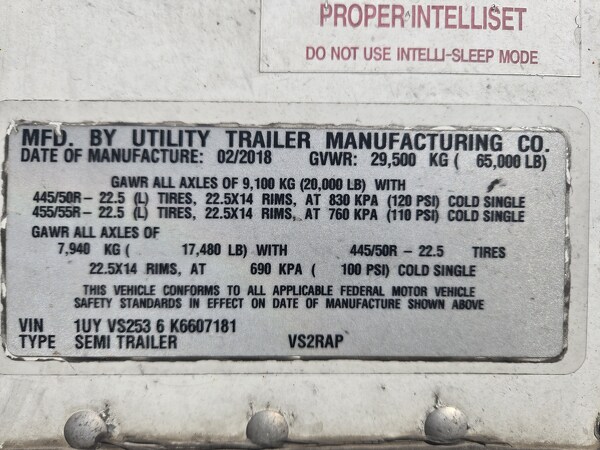 PROPER INTELLISET
DO NOT USE INTELLI-SLEEP MODE
MFD. BY UTILITY TRAILER MANUFACTURING CO.
DATE OF MANUFACTURE: 02/2018 GVWR: 29,500 KG ( 65,000 LB)
GAWR ALL AXLES OF 9,100 KG (20,000 LB) WITH
445/50R- 22.5 (L) TIRES, 22.5X14 RIMS, AT 830 KPA (120 PSI) COLD SINGLE
455/55R- 22.5 (L) TIRES, 22.5X14 RIMS, AT 760 KPA (110 PSI) COLD SINGLE
GAWR ALL AXLES OF
7,940 KG ( 17,480 LB) WITH 445/50R - 22.5 TIRES
22.5X14 RIMS, AT 690 KPA ( 100 PSI) COLD SINGLE
THIS VEHICLE CONFORMS TO ALL APPLICABLE FEDERAL MOTOR VEHICLE
SAFETY STANDARDS IN EFFECT ON DATE OF MANUFACTURE SHOWN ABOVE
VIN 1UY VS253 6 K6607181
TYPE SEMI TRAILER VS2RAP